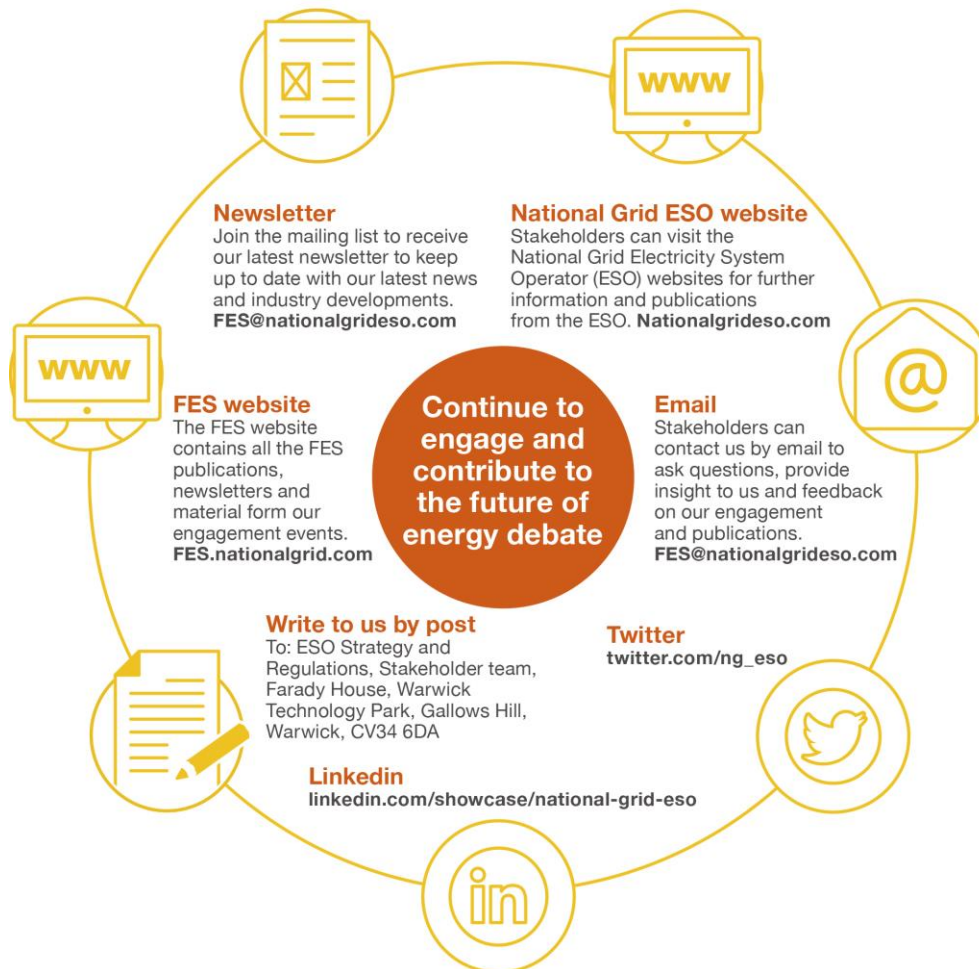 www
Newsletter
Join the mailing list to receive
our latest newsletter to keep
up to date with our latest news
and industry developments.
FES@nationalgrideso.com
National Grid ESO website
Stakeholders can visit the
National Grid Electricity System
Operator (ESO) websites for further
information and publications
from the ESO. Nationalgrideso.com
www
@
FES website
The FES website
contains all the FES
publications,
newsletters and
material form our
engagement events.
FES.nationalgrid.com
Continue to
engage and
contribute to
the future of
energy debate
Email
Stakeholders can
contact us by email to
ask questions, provide
insight to us and feedback
on our engagement
and publications.
FES@nationalgrideso.com
Write to us by post
To: ESO Strategy and
Regulations, Stakeholder team,
Farady House, Warwick
Technology Park, Gallows Hill,
Warwick, CV34 6DA
Twitter
twitter.com/ng_eso
Linkedin
linkedin.com/showcase/national-grid-eso
in